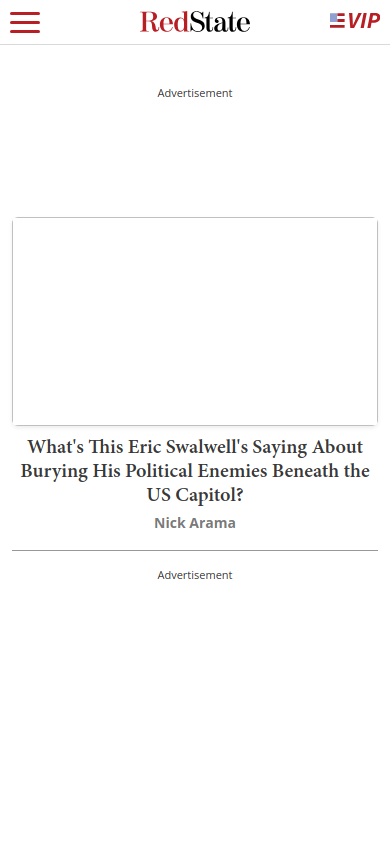 RedState
VIP
Advertisement
What's This Eric Swalwell's Saying About
Burying His Political Enemies Beneath the
US Capitol?
Nick Arama
Advertisement